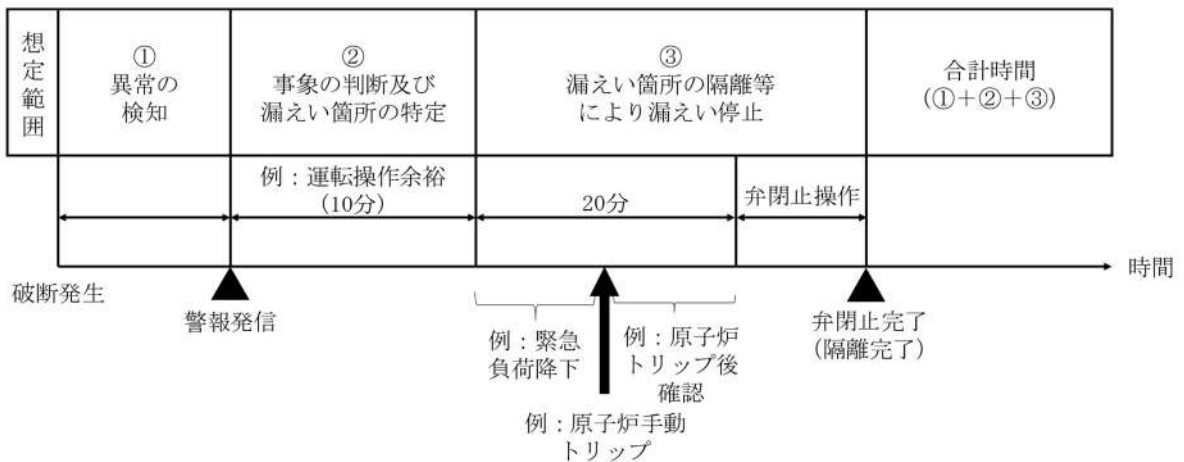 想定範囲
①
異常の
検知
②
事象の判断及び
漏えい箇所の特定
③
漏えい箇所の隔離等
により漏えい停止
合計時間
(①＋②＋③)
例：運転操作余裕
(10分)
20分
弁閉止操作
時間
破断発生
警報発信
例：緊急
負荷降下
例：原子炉
トリップ後
確認
弁閉止完了
(隔離完了)
例：原子炉手動
トリップ